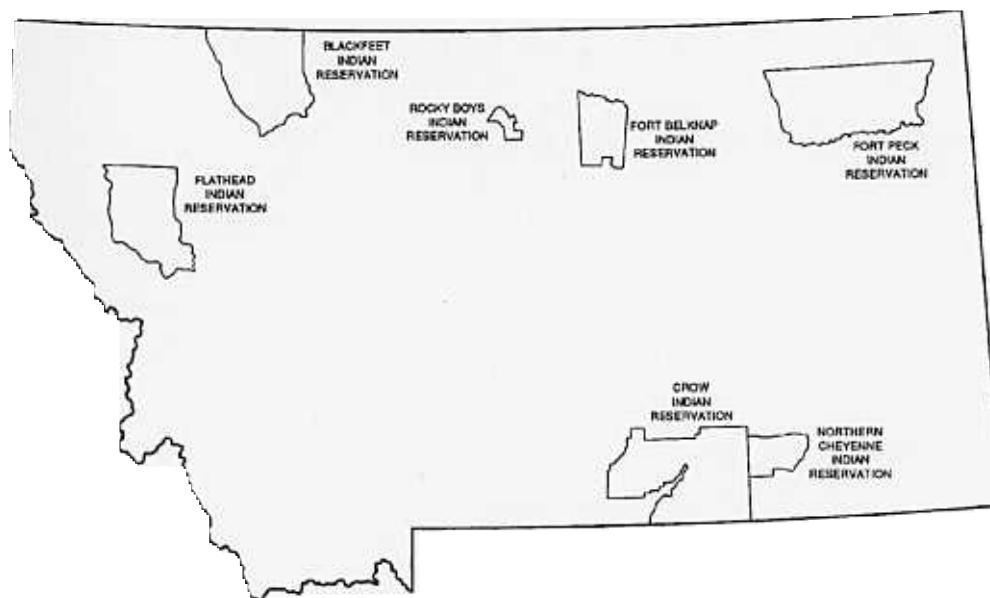 BLACKFEET
INDIAN
RESERVATION
ROCKY BOYS
INDIAN
RESERVATION
FORT BELKNAP
INDIAN
RESERVATION
FORT PECK
INDIAN
RESERVATION
FLATHEAD
INDIAN
RESERVATION
CROW
INDIAN
RESERVATION
NORTHERN
CHEYENNE
INDIAN
RESERVATION